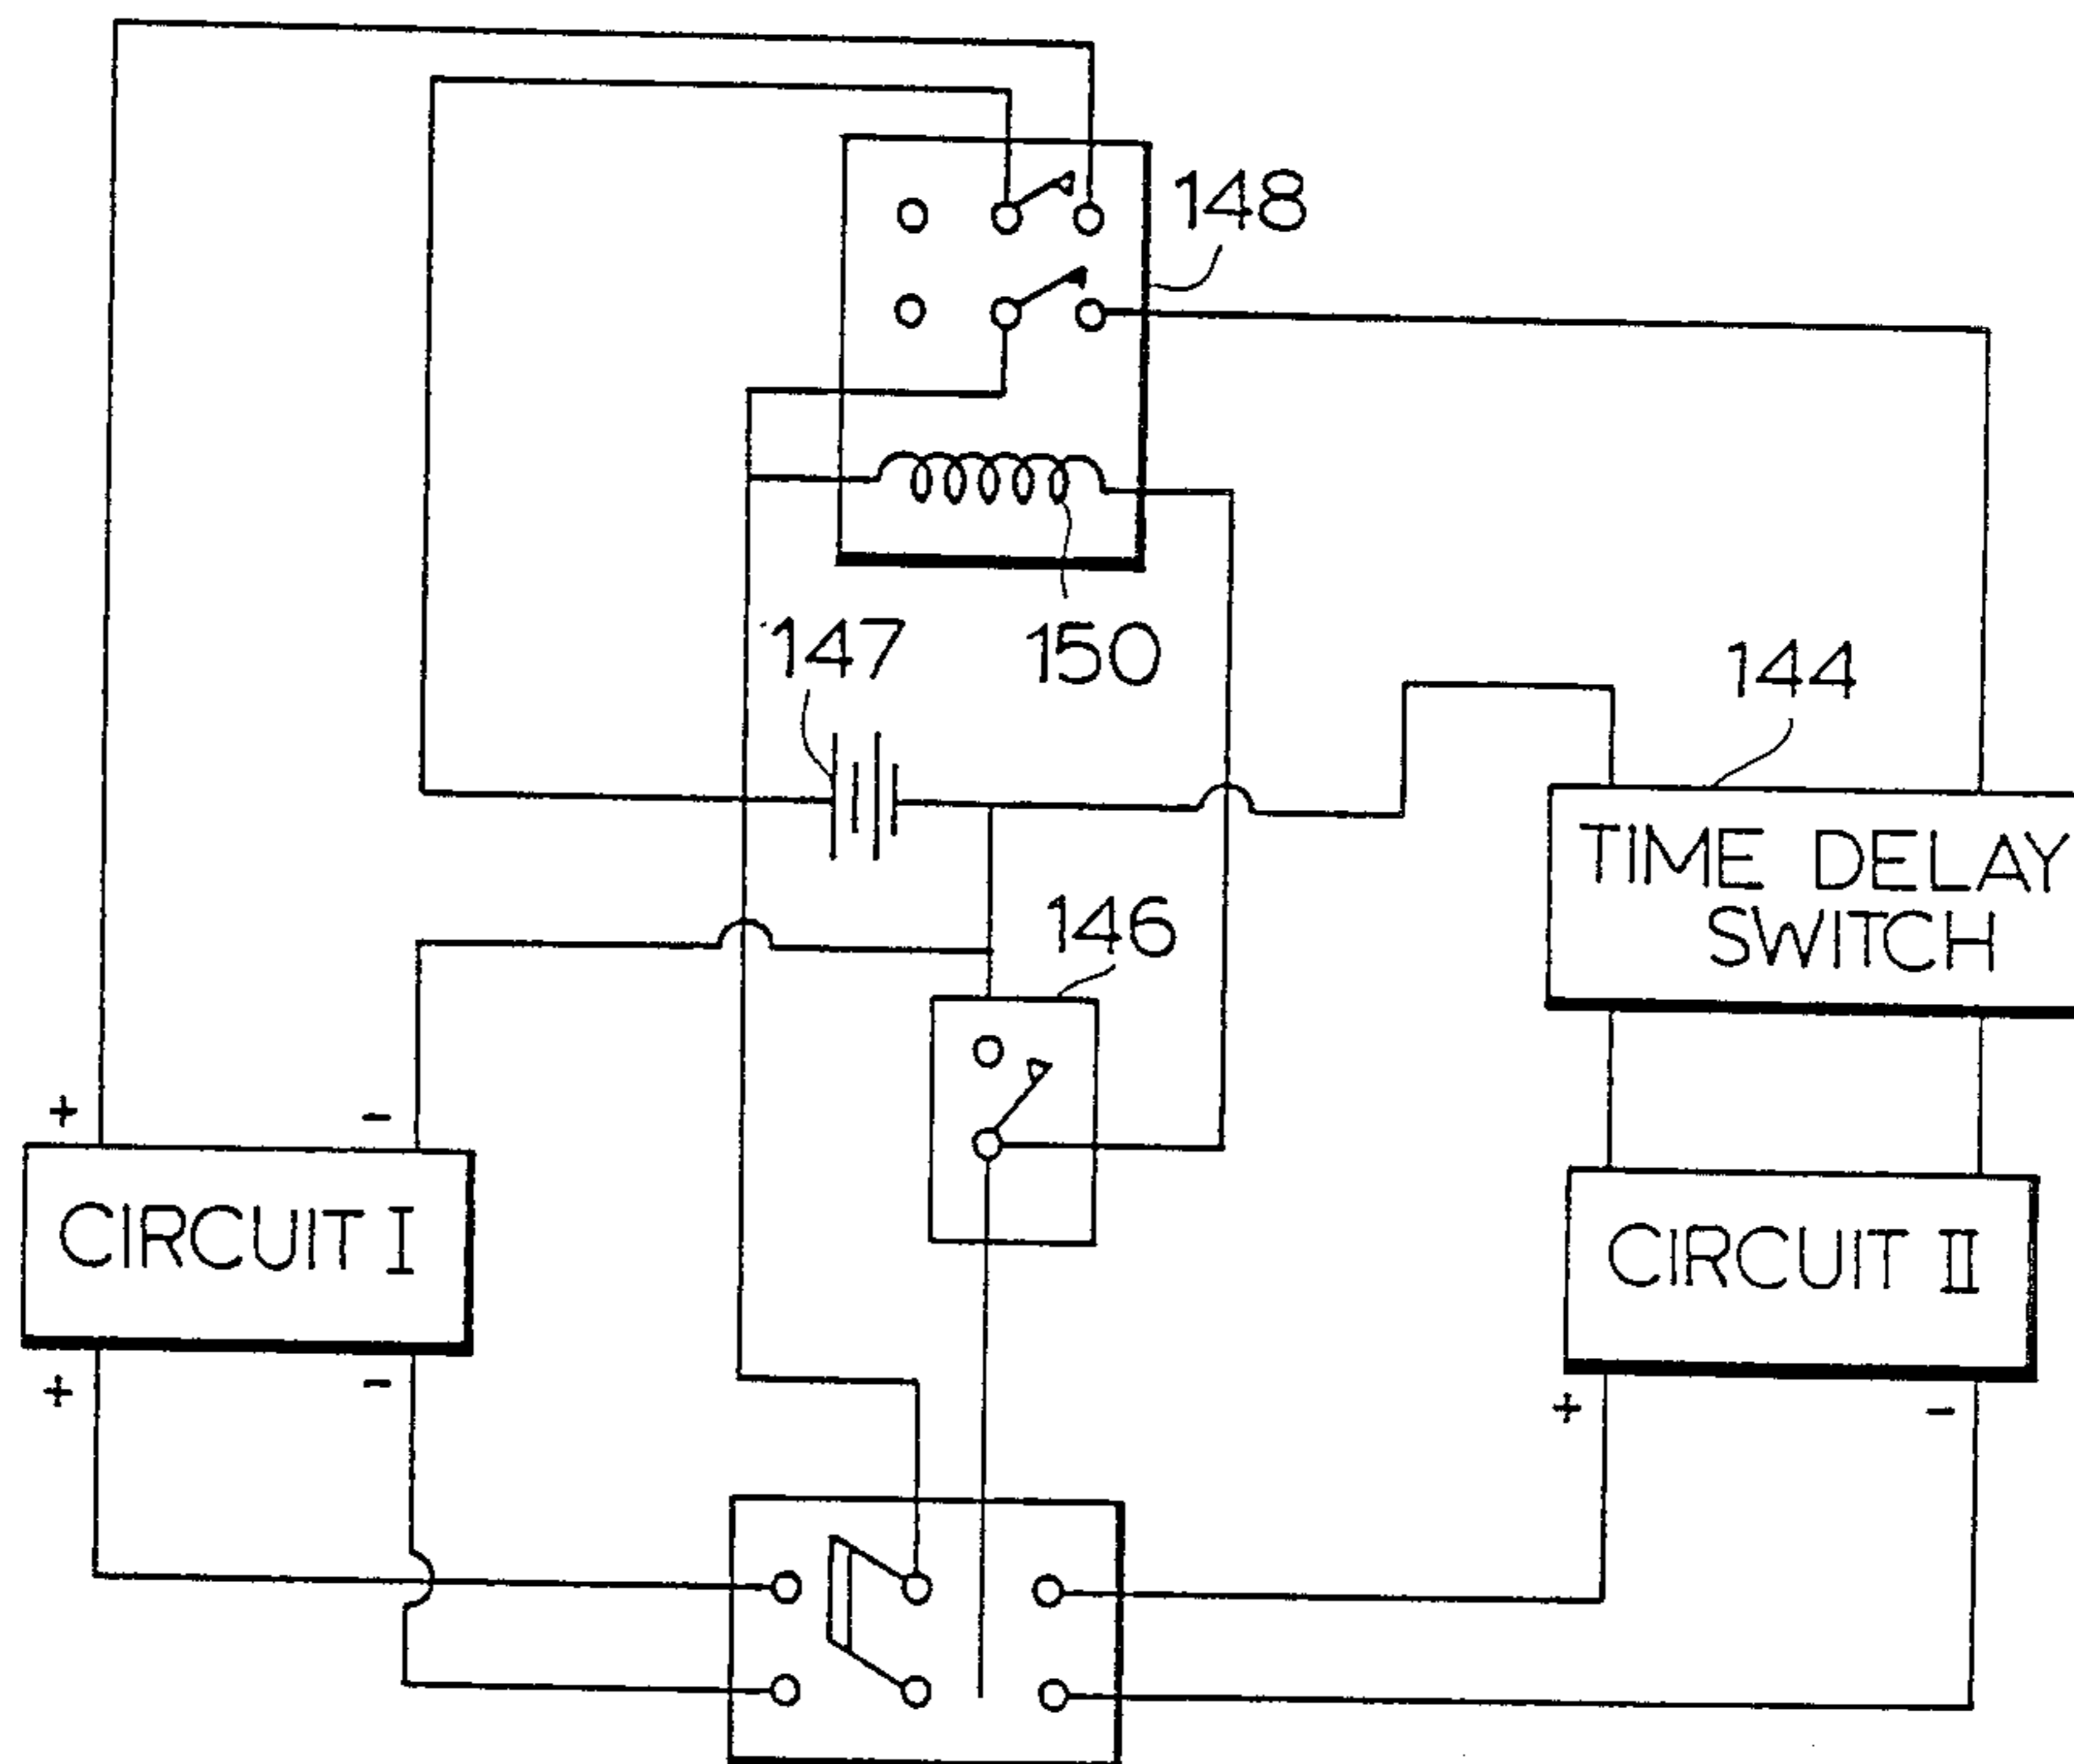 148
147
150
144
TIME DELAY
SWITCH
146
+ -
CIRCUIT I
+ -
CIRCUIT II
+ -